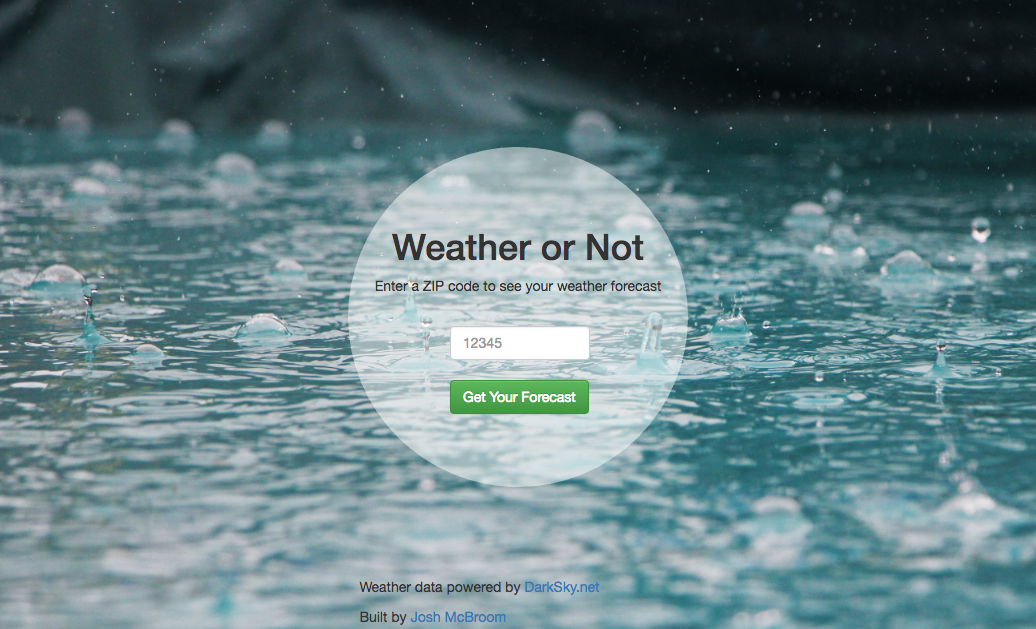 Weather or Not
Enter a ZIP code to see your weather forecast
12345
Get Your Forecast
Weather data powered by DarkSky.net
Built by Josh McBroom